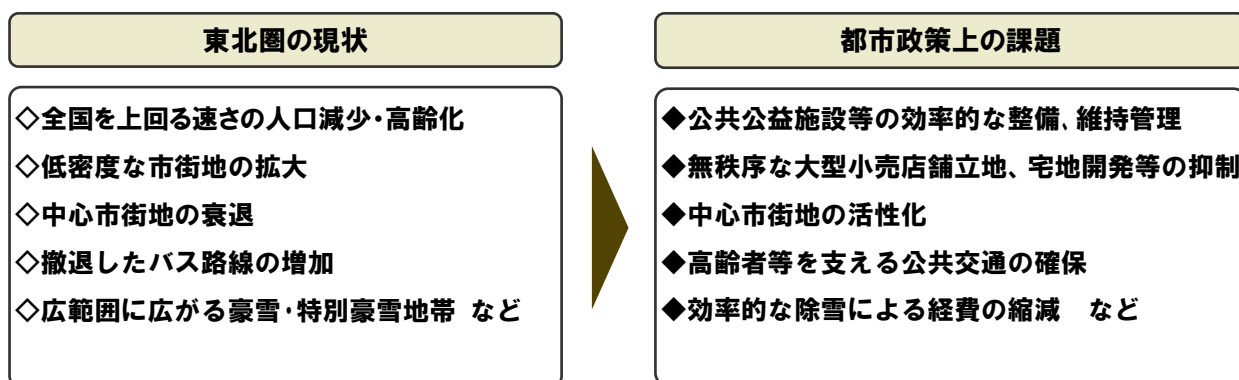 東北圏の現状
◇全国を上回る速さの人口減少・高齢化
◇低密度な市街地の拡大
◇中心市街地の衰退
◇撤退したバス路線の増加
◇広範囲に広がる豪雪・特別豪雪地帯 など
都市政策上の課題
◆公共公益施設等の効率的な整備、維持管理
◆無秩序な大型小売店舗立地、宅地開発等の抑制
◆中心市街地の活性化
◆高齢者等を支える公共交通の確保
◆効率的な除雪による経費の縮減　など